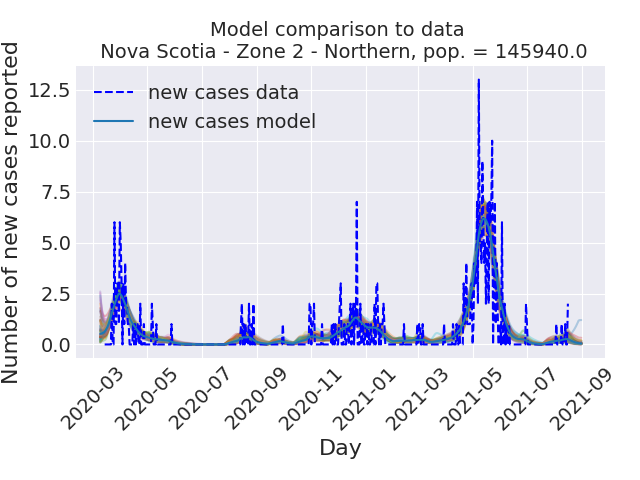 Model comparison to data
Nova Scotia - Zone 2 - Northern, pop. = 145940.0
Number of new cases reported
12.5
10.0
7.5
5.0
2.5
0.0
new cases data
new cases model
2020-03
2020-05
2020-07
2020-09
2020-11
2021-01
2021-03
2021-05
2021-07
2021-09
Day